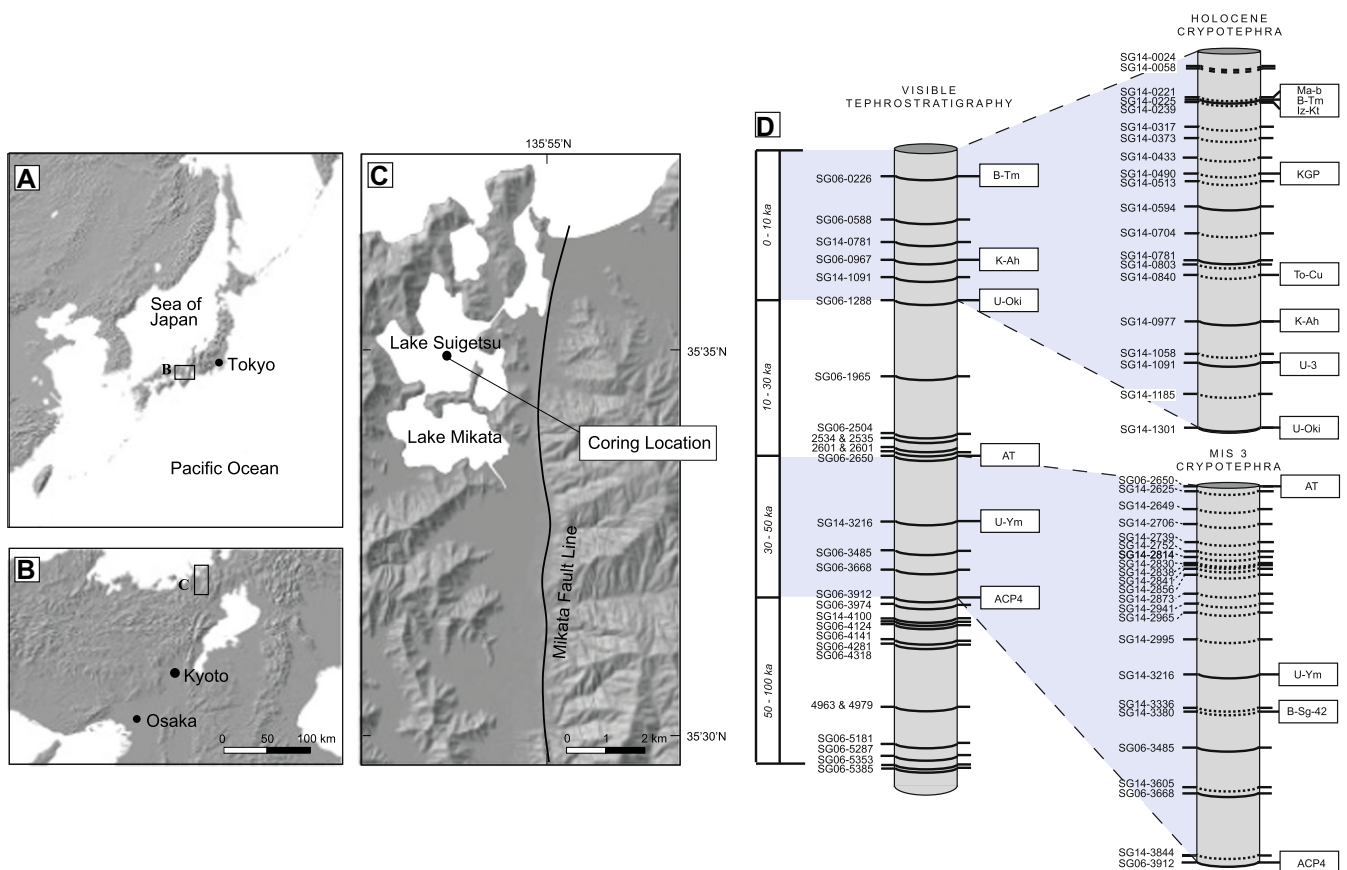 A
Sea of
Japan
B
Tokyo
Pacific Ocean
B
C
Kyoto
Osaka
0 50 100 km
135'55'N
C
Lake Suigetsu
35'35'N
Coring Location
Lake Mikata
Mikata Fault Line
0 1 2 km
35'30'N
D
VISIBLE
TEPHROSTRATIGRAPHY
0 - 10 ka
10 - 30 ka
30 - 50 ka
50 - 100 ka
SG06-0226
B-Tm
SG06-0588
SG14-0781
SG06-0967
K-Ah
SG14-1091
SG06-1288
U-Oki
SG06-1965
SG06-2504
2534 & 2535
2601 & 2601
SG06-2650
AT
SG14-3216
U-Ym
SG06-3485
SG06-3668
SG06-3912
ACP4
SG06-3974
SG14-4100
SG06-4124
SG06-4141
SG06-4281
SG06-4318
4963 & 4979
SG06-5181
SG06-5287
SG06-5353
SG06-5385
HOLOCENE
CRYPOTEPHRA
SG14-0024
SG14-0058
SG14-0221
Ma-b
SG14-0225
B-Tm
SG14-0239
Iz-Kt
SG14-0317
SG14-0373
SG14-0433
SG14-0490
KGP
SG14-0513
SG14-0594
SG14-0704
SG14-0781
SG14-0803
SG14-0840
To-Cu
SG14-0977
K-Ah
SG14-1058
SG14-1091
U-3
SG14-1185
SG14-1301
U-Oki
MIS 3
CRYPOTEPHRA
SG06-2650
AT
SG14-2625
SG14-2649
SG14-2706
SG14-2739
SG14-2752
SG14-2814
SG14-2830
SG14-2838
SG14-2841
SG14-2856
SG14-2873
SG14-2941
SG14-2965
SG14-2995
SG14-3216
U-Ym
SG14-3336
SG14-3380
B-Sg-42
SG06-3485
SG14-3605
SG06-3668
SG14-3844
SG06-3912
ACP4